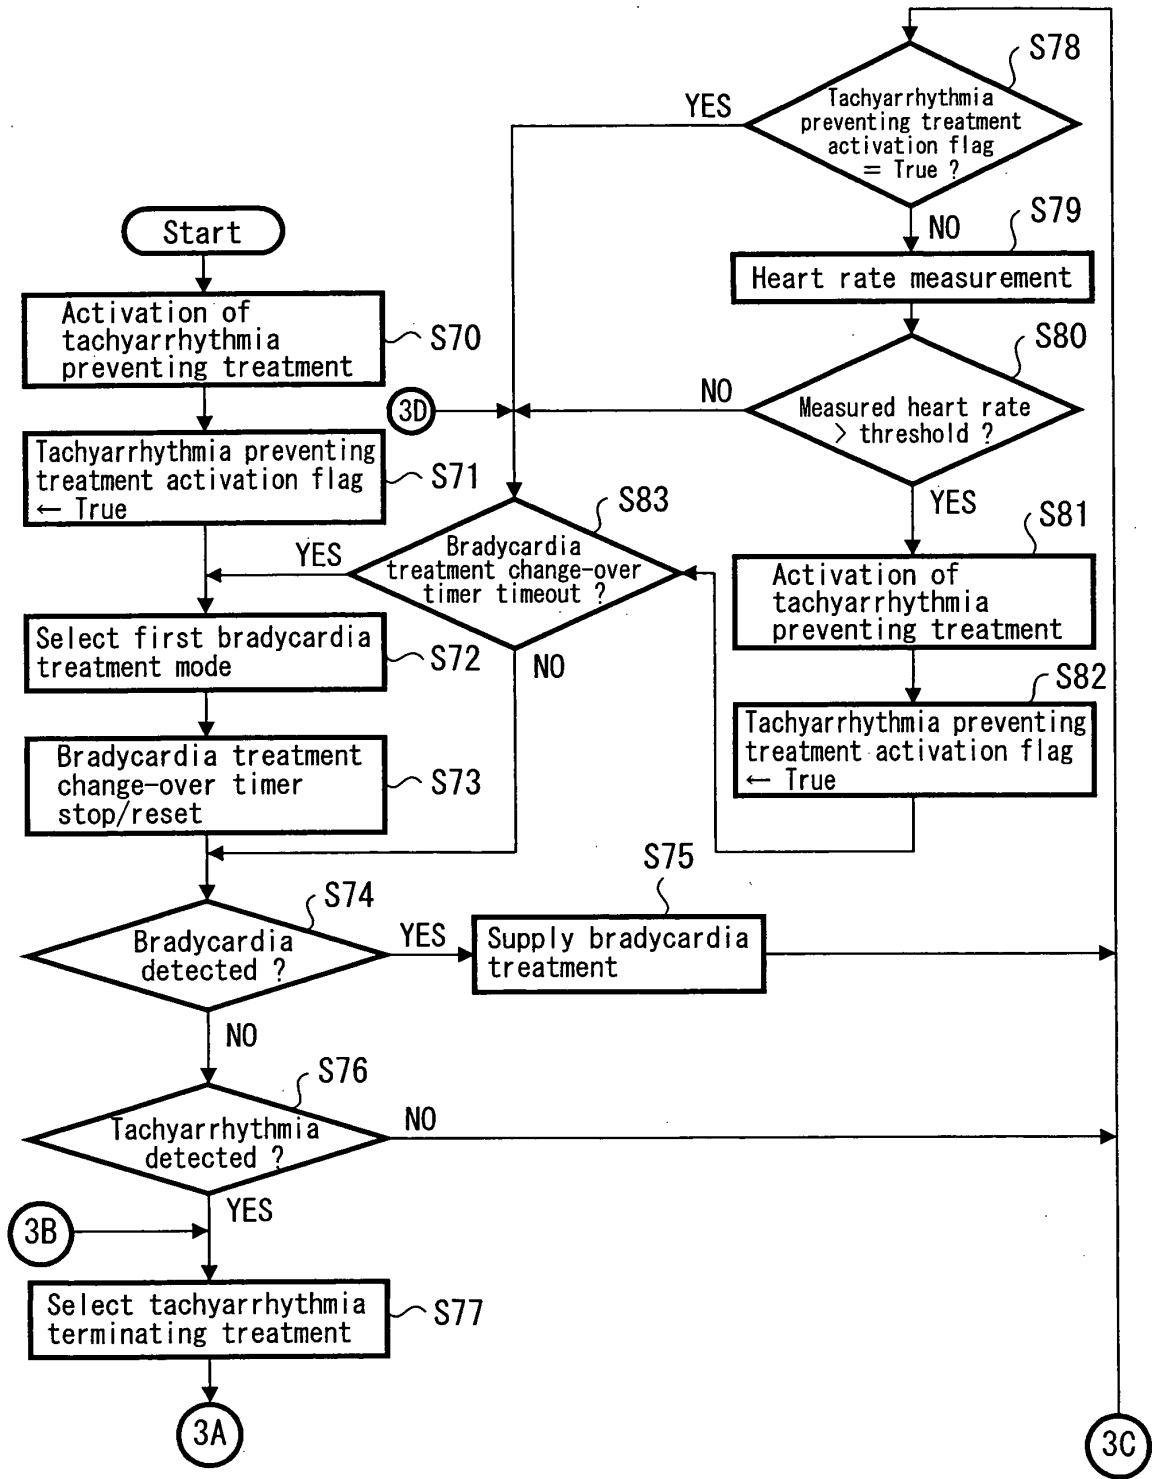 Start
Activation of
tachyarrhythmia
preventing treatment
S70
Tachyarrhythmia preventing
treatment activation flag
← True
S71
Select first bradycardia
treatment mode
S72
Bradycardia treatment
change-over timer
stop/reset
S73
Bradycardia
detected ?
S74
YES
NO
Supply bradycardia
treatment
S75
Tachyarrhythmia
detected ?
S76
NO
YES
3B
Select tachyarrhythmia
terminating treatment
S77
3A
Tachyarrhythmia
preventing treatment
activation flag
= True ?
S78
YES
NO
Heart rate measurement
S79
Measured heart rate
> threshold ?
S80
NO
YES
3D
Activation of
tachyarrhythmia
preventing treatment
S81
Tachyarrhythmia preventing
treatment activation flag
← True
S82
Bradycardia
treatment change-over
timer timeout ?
S83
YES
NO
3C